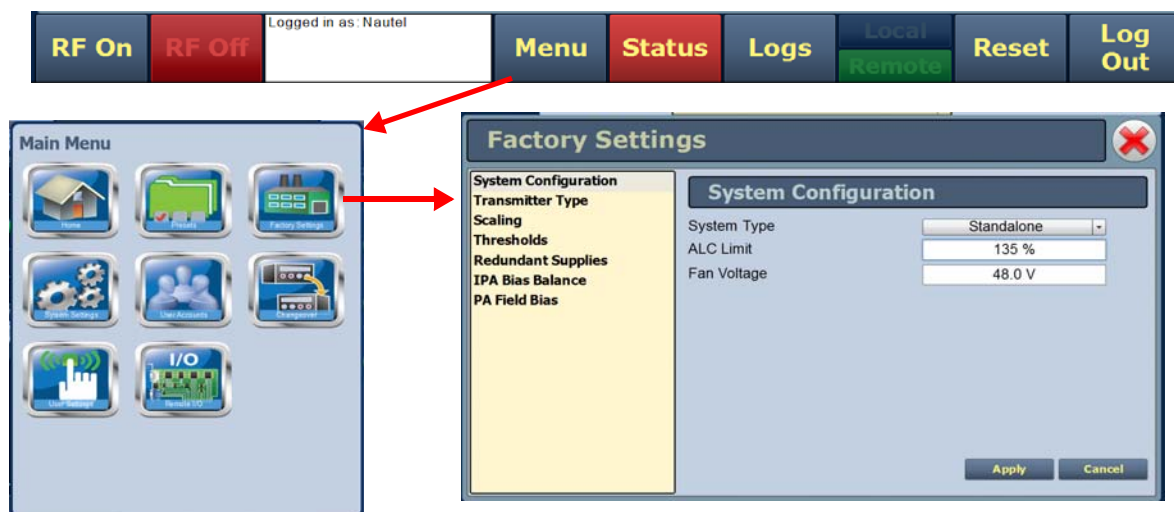 RF On
RF Off
Logged in as: Nautel
Menu
Status
Logs
Local
Remote
Reset
Log
Out
Main Menu
Home
Presets
Factory Settings
System Settings
User Accounts
Changeover
User Settings
I/O
Remote I/O
Factory Settings
System Configuration
Transmitter Type
Scaling
Thresholds
Redundant Supplies
IPA Bias Balance
PA Field Bias
System Configuration
System Type Standalone
ALC Limit 135 %
Fan Voltage 48.0 V
Apply Cancel